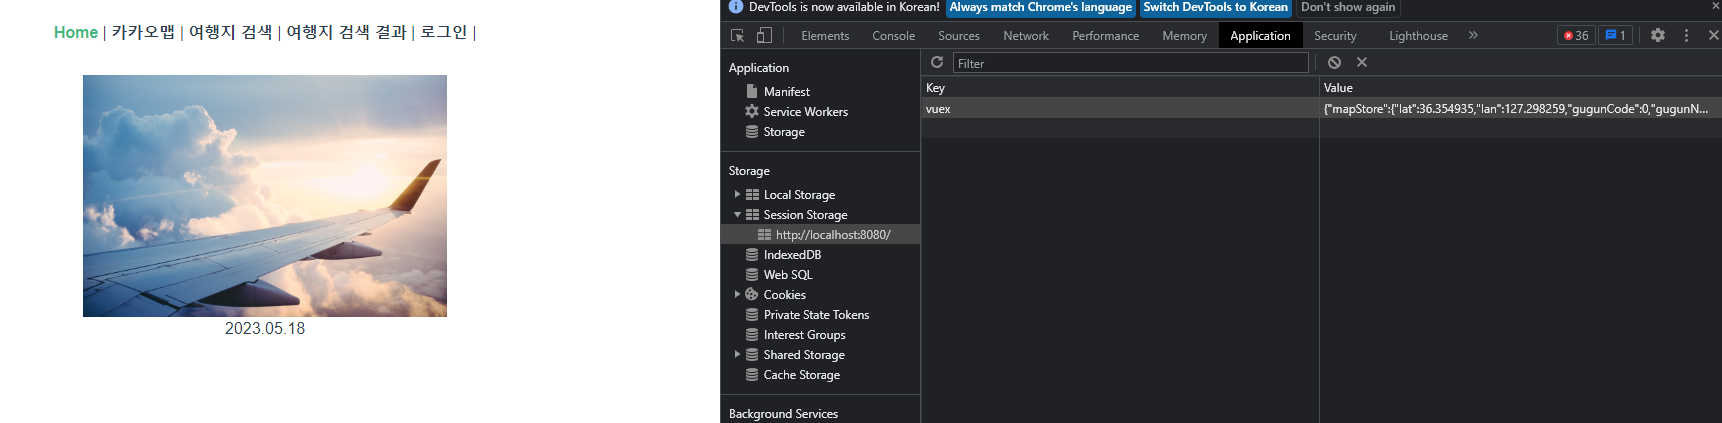 Home | 카카오맵 | 여행지 검색 | 여행지 검색 결과 | 로그인 |
2023.05.18
DevTools is now available in Korean! Always match Chrome's language Switch DevTools to Korean Don't show again
Elements Console Sources Network Performance Memory Application Security Lighthouse » 36 1
Application
Manifest
Service Workers
Storage
Storage
Local Storage
Session Storage
http://localhost:8080/
IndexedDB
Web SQL
Cookies
Private State Tokens
Interest Groups
Shared Storage
Cache Storage
Background Services
Filter
Key Value
vuex {"mapStore":{"lat":36.354935,"lan":127.298259,"gugunCode":0,"gugunN...